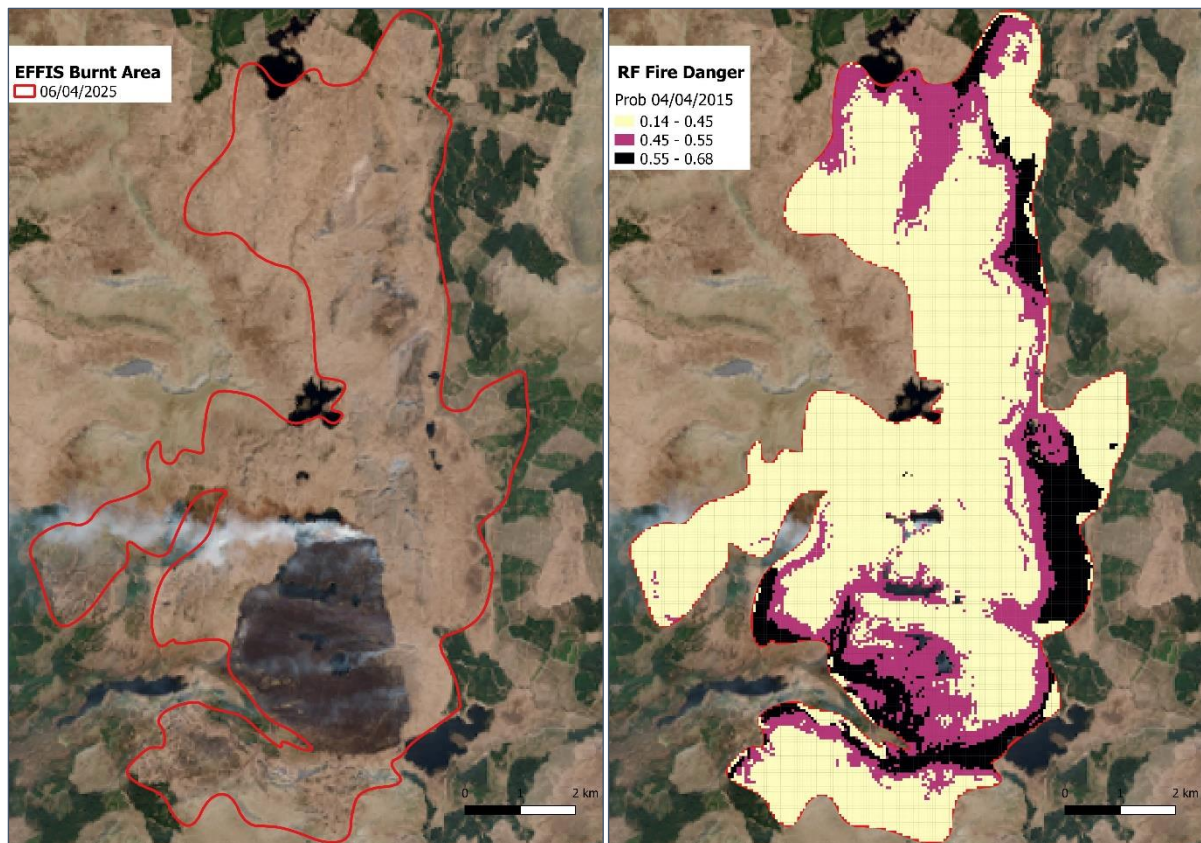 EFFIS Burnt Area
06/04/2025
0 1 2 km
RF Fire Danger
Prob 04/04/2015
0.14 - 0.45
0.45 - 0.55
0.55 - 0.68
0 1 2 km